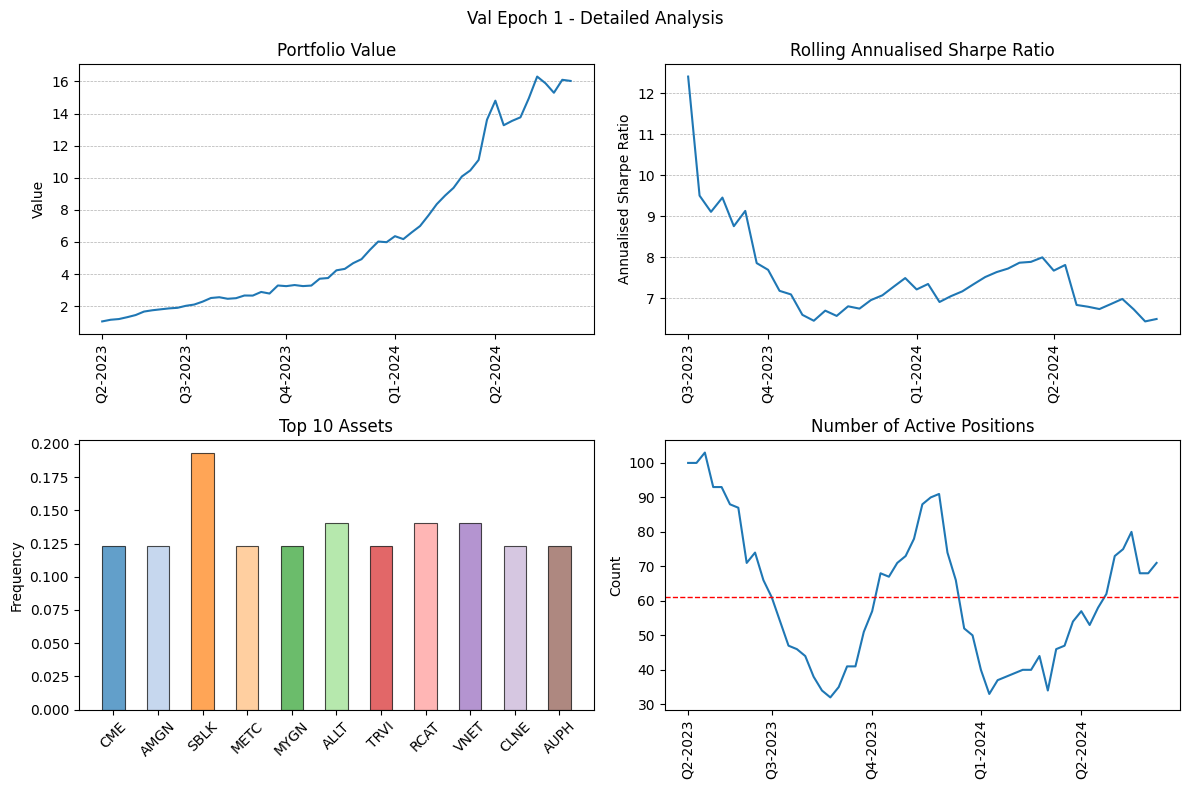 Val Epoch 1 - Detailed Analysis
Portfolio Value
Value
16
14
12
10
8
6
4
2
Q2-2023
Q3-2023
Q4-2023
Q1-2024
Q2-2024
Rolling Annualised Sharpe Ratio
Annualised Sharpe Ratio
12
11
10
9
8
7
Q3-2023
Q4-2023
Q1-2024
Q2-2024
Top 10 Assets
Frequency
0.200
0.175
0.150
0.125
0.100
0.075
0.050
0.025
0.000
CME
AMGN
SBLK
METC
MYGN
ALLT
TRVI
RCAT
VNET
CLNE
AUPH
Number of Active Positions
Count
100
90
80
70
60
50
40
30
Q2-2023
Q3-2023
Q4-2023
Q1-2024
Q2-2024